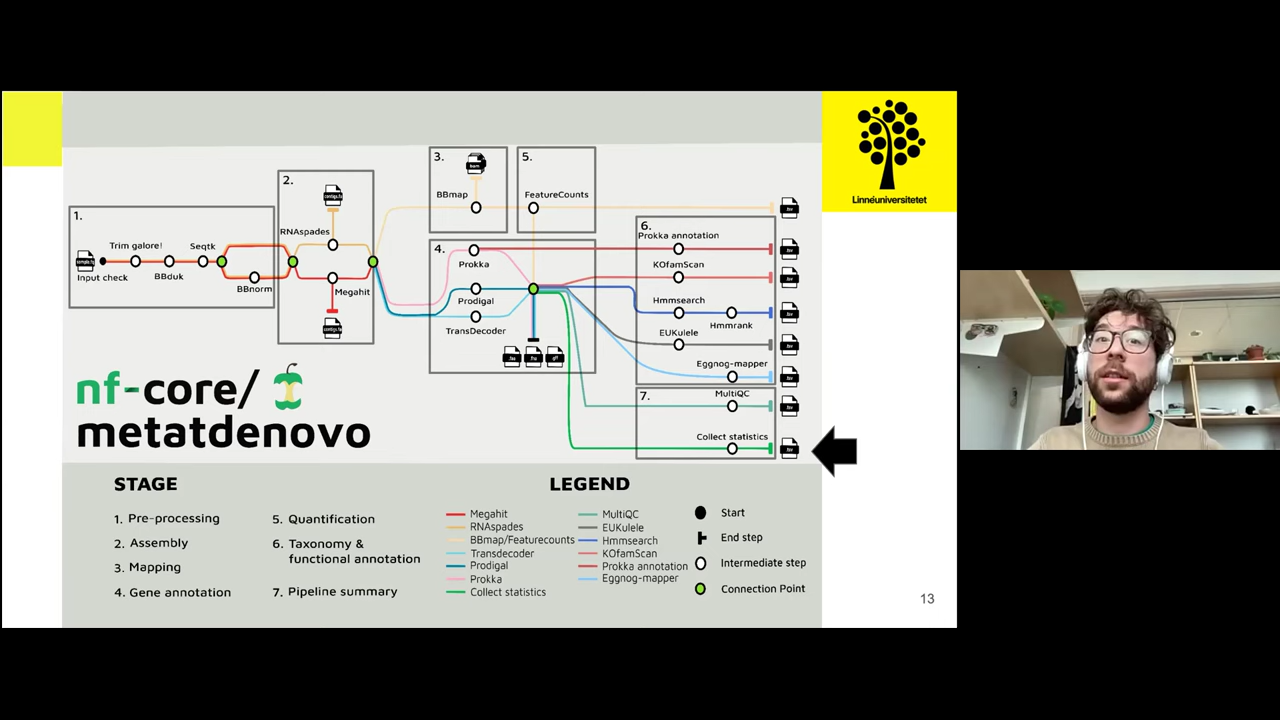 1.
Input check
Trim galore!
BBduk
Seqtk
BBnorm
2.
RNAspades
Megahit
3.
BBmap
5.
FeatureCounts
4.
Prokka
Prodigal
TransDecoder
6.
Prokka annotation
KOfamScan
Hmmsearch
Hmmrank
EUKulele
Eggnog-mapper
7.
MultiQC
Collect statistics
Linnéuniversitetet
nf-core/
metatdenovo
STAGE
1. Pre-processing
2. Assembly
3. Mapping
4. Gene annotation
5. Quantification
6. Taxonomy &
functional annotation
7. Pipeline summary
LEGEND
Megahit
RNAspades
BBmap/Featurecounts
Transdecoder
Prodigal
Prokka
Collect statistics
MultiQC
EUKulele
Hmmsearch
KOfamScan
Prokka annotation
Eggnog-mapper
Start
End step
Intermediate step
Connection Point
13